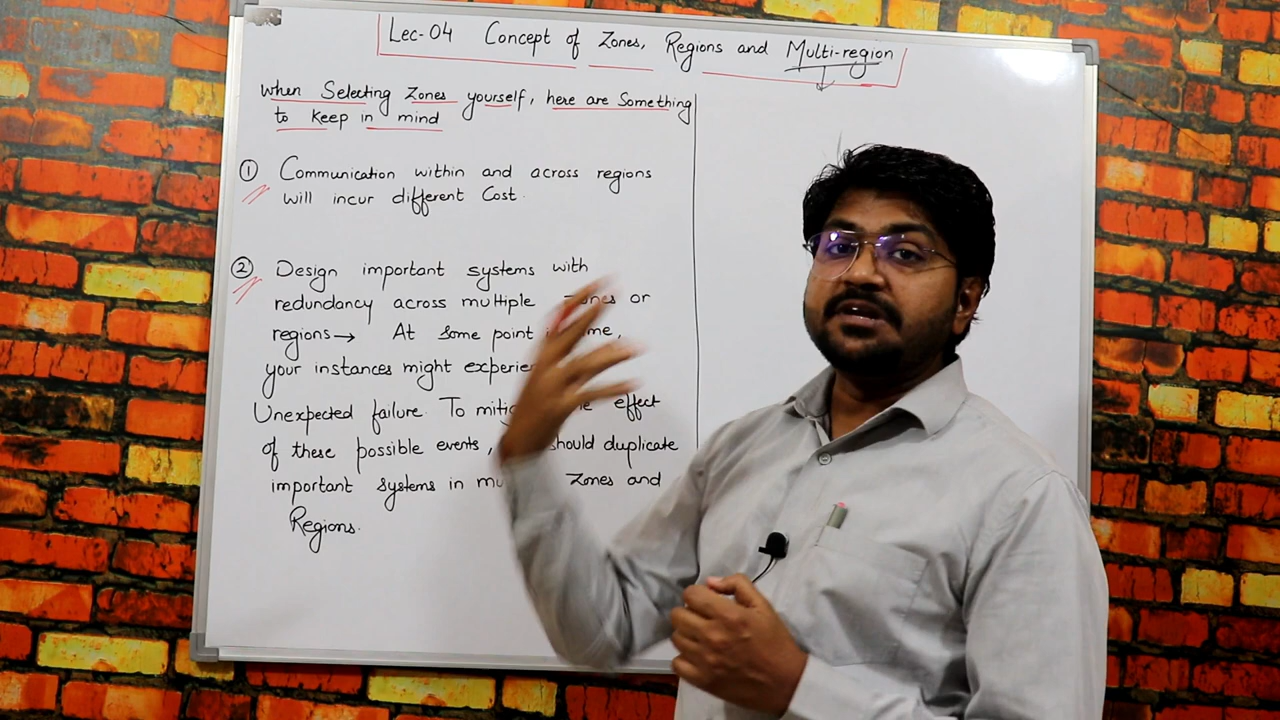 Lec-04 Concept of Zones, Regions and Multi-region
when Selecting Zones yourself, here are Something
to keep in mind
① Communication within and across regions
will incur different Cost.
② Design important systems with
redundancy across multiple zones or
regions→ At some point
your instances might
Unexpected failure. To effect
of these possible events, should duplicate
important systems in Zones and
Regions.